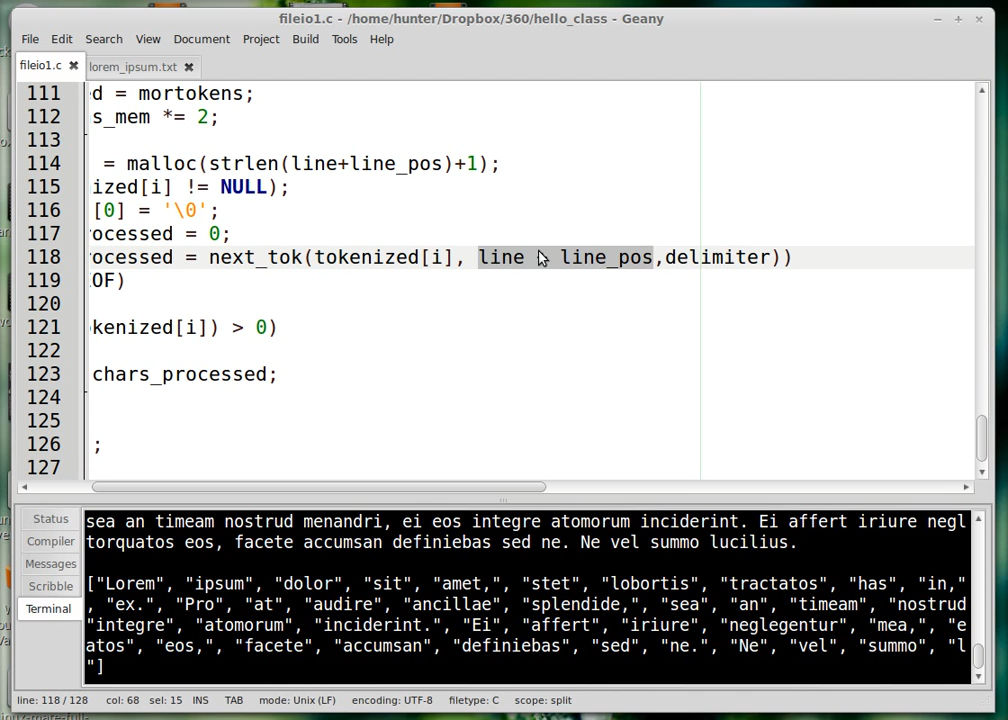 fileio1.c - /home/hunter/Dropbox/360/hello_class - Geany
File Edit Search View Document Project Build Tools Help
fileio1.c lorem_ipsum.txt
111 ed = mortokens;
112 s_mem *= 2;
113
114 = malloc(strlen(line+line_pos)+1);
115 ized[i] != NULL);
116 [0] = '\0';
117 rocessed = 0;
118 rocessed = next_tok(tokenized[i], line line_pos,delimiter))
119 OF)
120
121 kenized[i]) > 0)
122
123 chars_processed;
124
125
126 ;
127
Status
Compiler
Messages
Scribble
Terminal
sea an timeam nostrud menandri, ei eos integre atomorum inciderint. Ei affert iriure negl
torquatos eos, facete accumsan definiebas sed ne. Ne vel summo lucilius.
["Lorem", "ipsum", "dolor", "sit", "amet,", "stet", "lobortis", "tractatos", "has", "in,"
, "ex.", "Pro", "at", "audire", "ancillae", "splendide,", "sea", "an", "timeam", "nostrud
"integre", "atomorum", "inciderint.", "Ei", "affert", "iriure", "neglegentur", "mea,", "e
atos", "eos,", "facete", "accumsan", "definiebas", "sed", "ne.", "Ne", "vel", "summo", "l
"]
line: 118 / 128 col: 68 sel: 15 INS TAB mode: Unix (LF) encoding: UTF-8 filetype: C scope: split